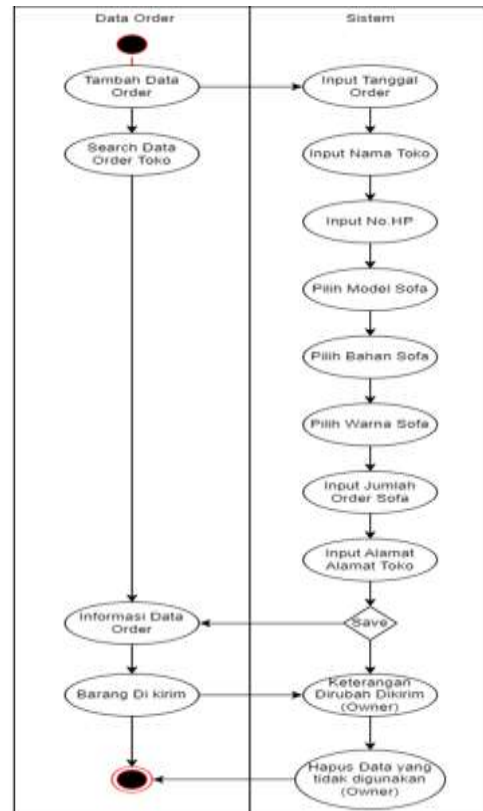 Data Order
Sistem
Tambah Data
Order
Input Tanggal
Order
Search Data
Order Toko
Input Nama Toko
Input No.HP
Pilih Model Sofa
Pilih Bahan Sofa
Pilih Warna Sofa
Input Jumlah
Order Sofa
Input Alamat
Alamat Toko
Informasi Data
Order
Save
Barang Di kirim
Keterangan
Dirubah Dikirim
(Owner)
Hapus Data yang
tidak digunakan
(Owner)